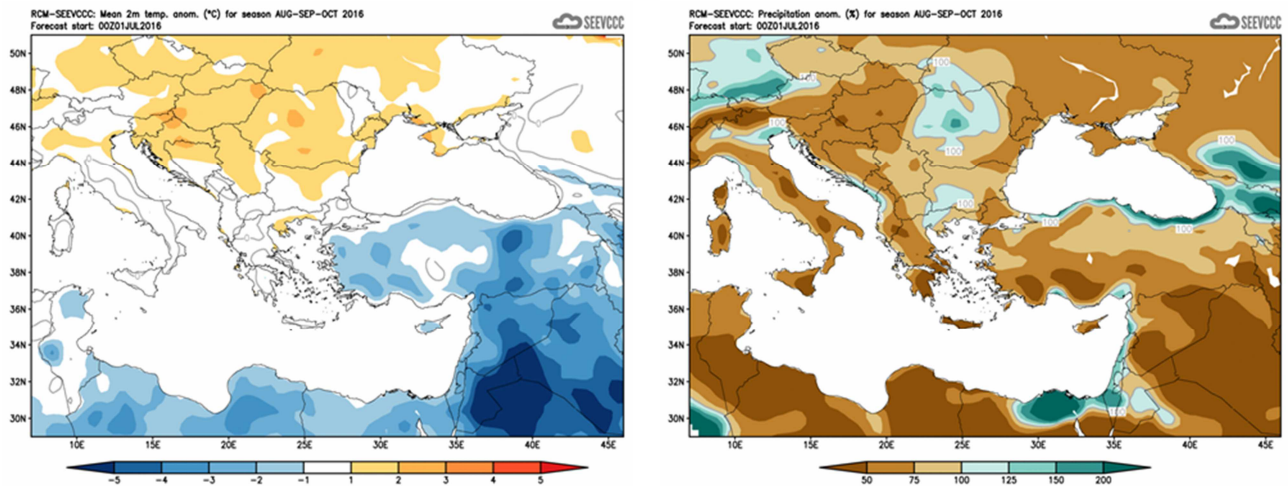 RCM-SEEVCCC: Mean 2m temp. anom. (°C) for season AUG-SEP-OCT 2016
Forecast start: 00Z01JUL2016
SEEVCCC
50N
48N
46N
44N
42N
40N
38N
36N
34N
32N
30N
10E 15E 20E 25E 30E 35E 40E 45E
-5 -4 -3 -2 -1 1 2 3 4 5
RCM-SEEVCCC: Precipitation anom. (%) for season AUG-SEP-OCT 2016
Forecast start: 00Z01JUL2016
SEEVCCC
50N
48N
46N
44N
42N
40N
38N
36N
34N
32N
30N
100
100
100
100
100
100
100
100
100
100
10E 15E 20E 25E 30E 35E 40E 45E
50 75 100 125 150 200